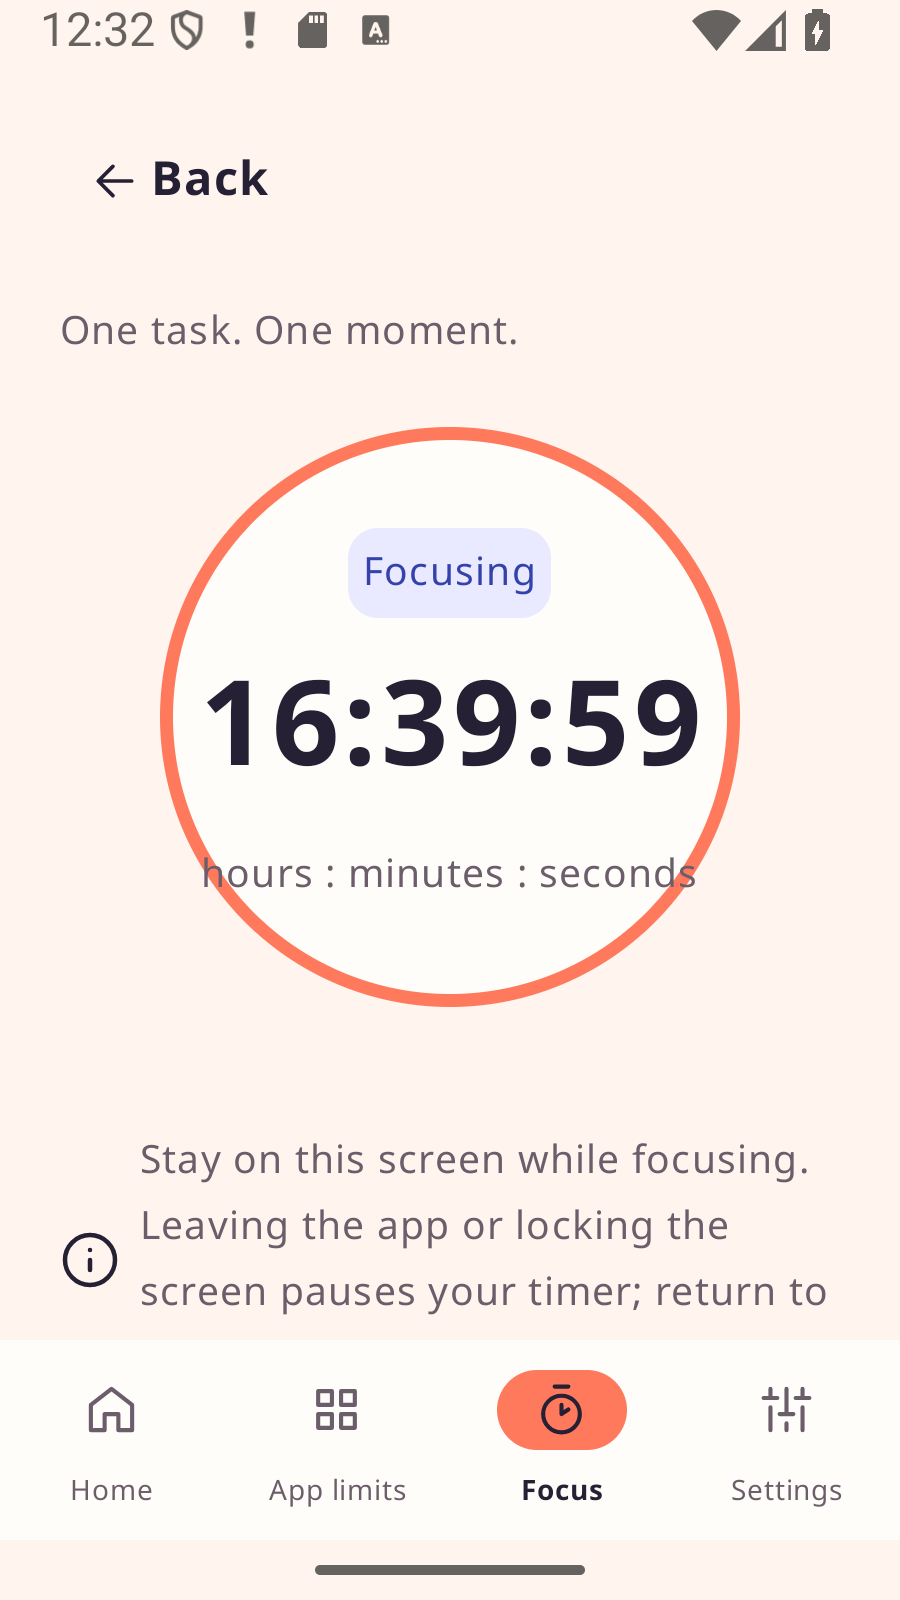 12:32
Back
One task. One moment.
Focusing
16:39:59
hours : minutes : seconds
Stay on this screen while focusing.
Leaving the app or locking the
screen pauses your timer; return to
Home
App limits
Focus
Settings